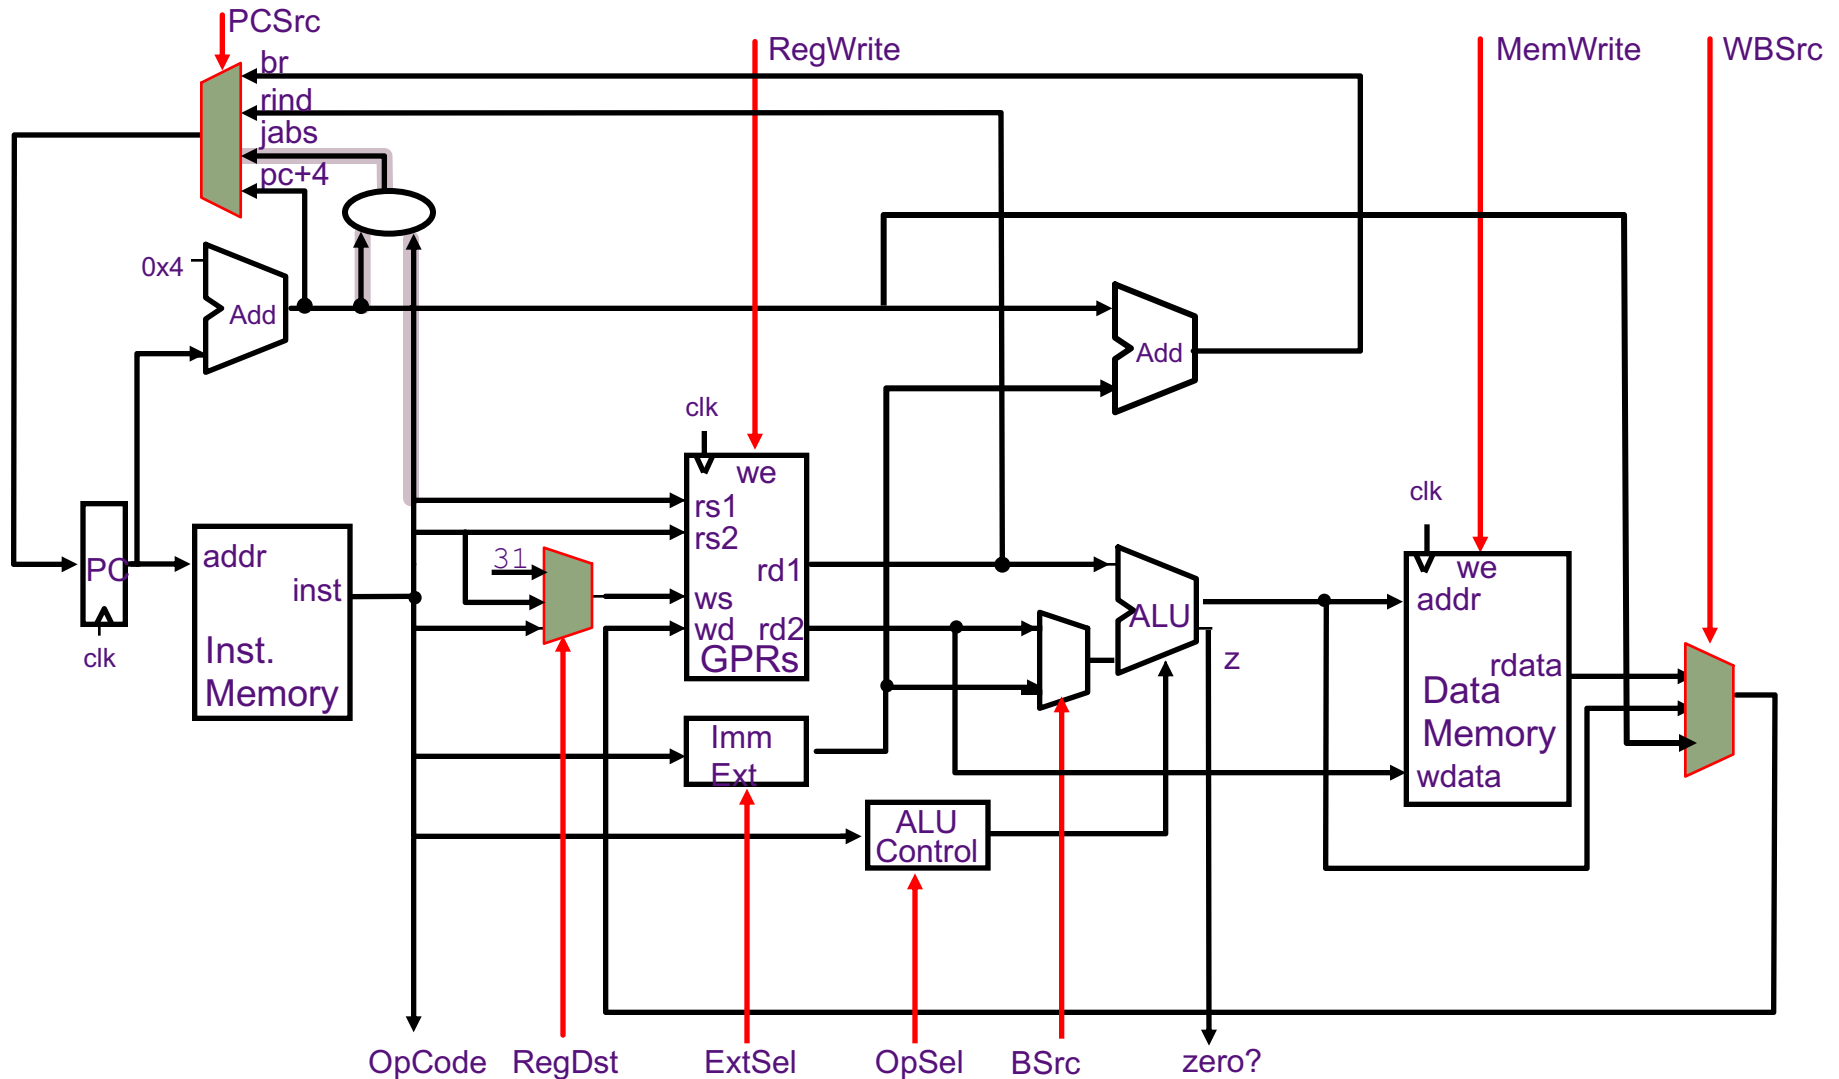 PCSrc
RegWrite
MemWrite
WBSrc
br
rind
jabs
pc+4
0x4
Add
Add
clk
we
rs1
rs2
rd1
ws
wd
rd2
GPRs
31
PC
clk
addr
inst
Inst.
Memory
ALU
z
clk
we
addr
rdata
Data
Memory
wdata
Imm
Ext
ALU
Control
OpCode
RegDst
ExtSel
OpSel
BSrc
zero?